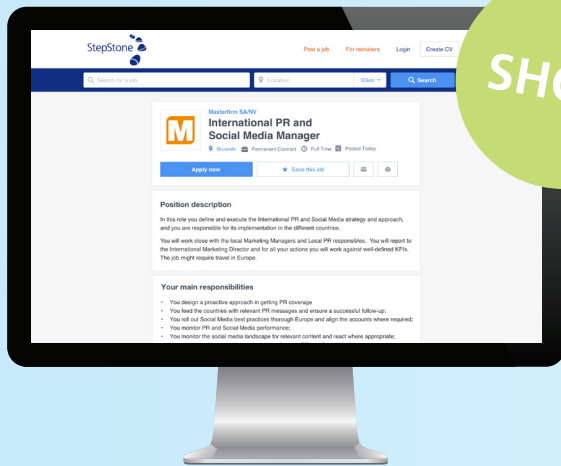 StepStone
Post a job
For recruiters
Login
Create CV
Search for a job
Location
30km
Search
Masterfirm SA/NV
International PR and
Social Media Manager
Brussels
Permanent Contract
Full Time
Posted Today
Apply now
Save this job
Position description
In this role you define and execute the International PR and Social Media strategy and approach,
and you are responsible for its implementation in the different countries.
You will work close with the local Marketing Managers and Local PR responsibles. You will report to
the International Marketing Director and for all your actions you will work against well-defined KPIs.
The job might require travel in Europe.
Your main responsibilities
• You design a proactive approach in getting PR coverage
• You feed the countries with relevant PR messages and ensure a successful follow-up;
• You roll out Social Media best practices thorough Europe and align the accounts where required;
• You monitor PR and Social Media performance;
• You monitor the social media landscape for relevant content and react where appropriate;